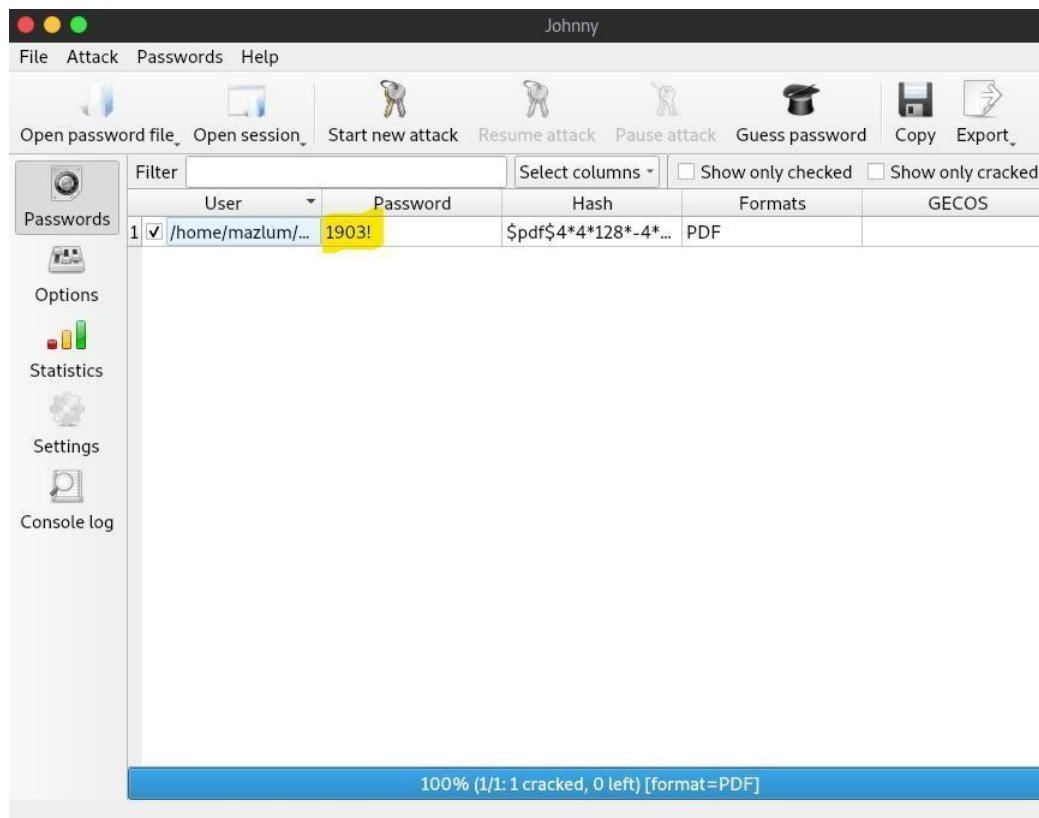 Johnny
File Attack Passwords Help
Open password file Open session Start new attack Resume attack Pause attack Guess password Copy Export
Passwords
Options
Statistics
Settings
Console log
Filter Select columns Show only checked Show only cracked
User Password Hash Formats GECOS
1 /home/mazlum/... 1903! $pdf$4*4*128*-4*... PDF
100% (1/1: 1 cracked, 0 left) [format=PDF]